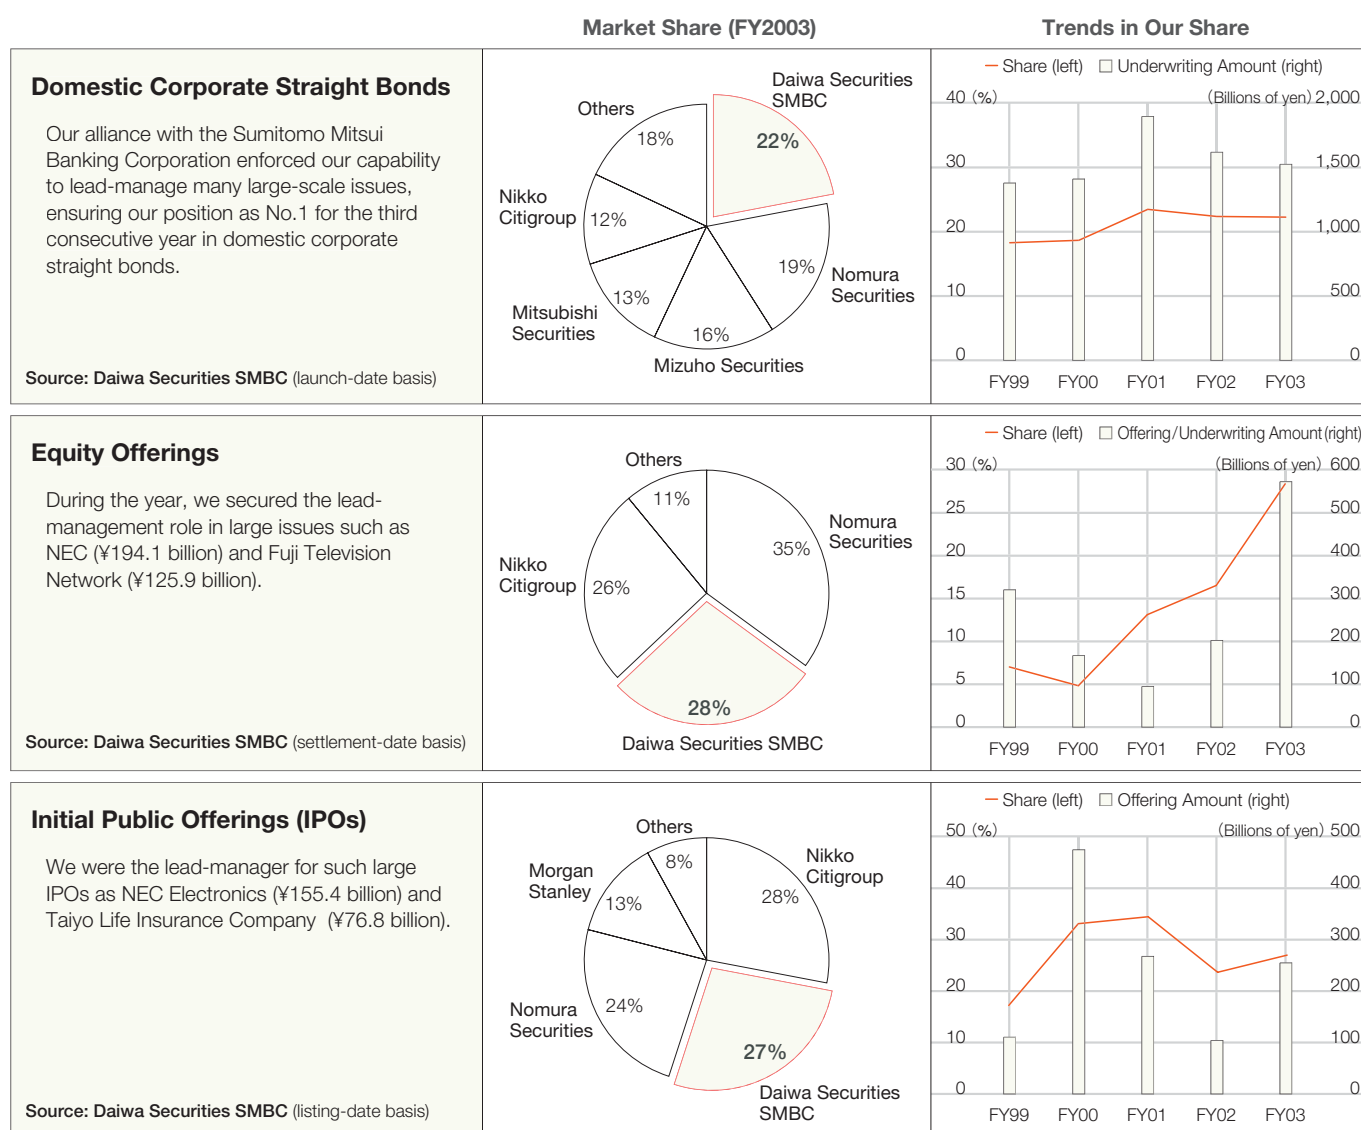 Market Share (FY2003)
Trends in Our Share
Domestic Corporate Straight Bonds
Our alliance with the Sumitomo Mitsui
Banking Corporation enforced our capability
to lead-manage many large-scale issues,
ensuring our position as No.1 for the third
consecutive year in domestic corporate
straight bonds.
Source: Daiwa Securities SMBC (launch-date basis)
Daiwa Securities
SMBC
22%
Nomura
Securities
19%
Mizuho Securities
16%
Mitsubishi
Securities
13%
Nikko
Citigroup
12%
Others
18%
Share (left) Underwriting Amount (right)
40 (%)
30
20
10
0
(Billions of yen) 2,000
1,500
1,000
500
0
FY99 FY00 FY01 FY02 FY03
Equity Offerings
During the year, we secured the lead-
management role in large issues such as
NEC (¥194.1 billion) and Fuji Television
Network (¥125.9 billion).
Source: Daiwa Securities SMBC (settlement-date basis)
Nomura
Securities
35%
28%
Daiwa Securities SMBC
Nikko
Citigroup
26%
Others
11%
Share (left) Offering/Underwriting Amount (right)
30 (%)
25
20
15
10
5
0
(Billions of yen) 600
500
400
300
200
100
0
FY99 FY00 FY01 FY02 FY03
Initial Public Offerings (IPOs)
We were the lead-manager for such large
IPOs as NEC Electronics (¥155.4 billion) and
Taiyo Life Insurance Company (¥76.8 billion).
Source: Daiwa Securities SMBC (listing-date basis)
Nikko
Citigroup
28%
27%
Daiwa Securities
SMBC
Nomura
Securities
24%
Morgan
Stanley
13%
Others
8%
Share (left) Offering Amount (right)
50 (%)
40
30
20
10
0
(Billions of yen) 500
400
300
200
100
0
FY99 FY00 FY01 FY02 FY03